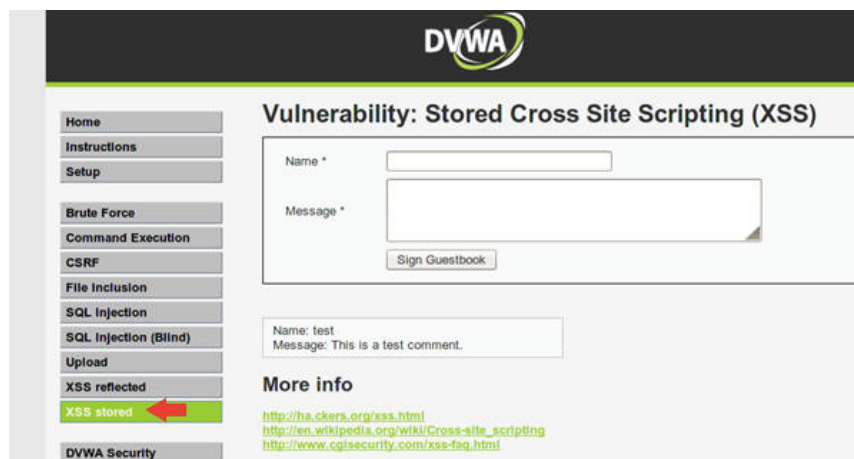 DVWA
Home
Instructions
Setup
Brute Force
Command Execution
CSRF
File Inclusion
SQL Injection
SQL Injection (Blind)
Upload
XSS reflected
XSS stored
DVWA Security
Vulnerability: Stored Cross Site Scripting (XSS)
Name *
Message *
Sign Guestbook
Name: test
Message: This is a test comment.
More info
http://ha.ckers.org/xss.html
http://en.wikipedia.org/wiki/Cross-site_scripting
http://www.cgisecurity.com/xss-faq.html